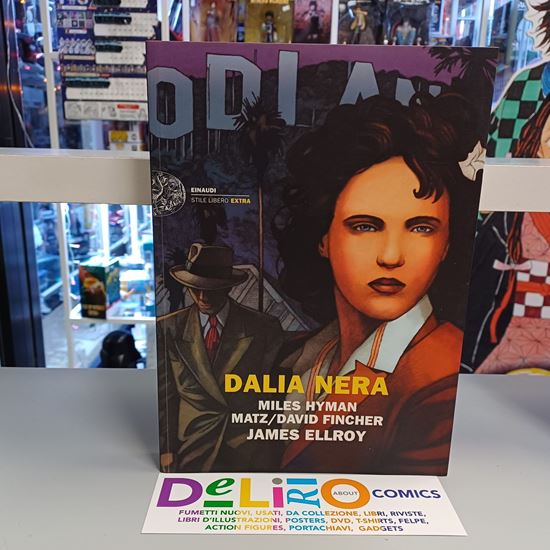 ODLAN
EINAUDI
STILE LIBERO EXTRA
DALIA NERA
MILES HYMAN
MATZ/DAVID FINCHER
JAMES ELLROY
DeLiRiO ABOUT COMICS
FUMETTI NUOVI, USATI, DA COLLEZIONE, LIBRI, RIVISTE,
LIBRI D'ILLUSTRAZIONI, POSTERS, DVD, T-SHIRTS, FELPE,
ACTION FIGURES, PORTACHIAVI, GADGETS